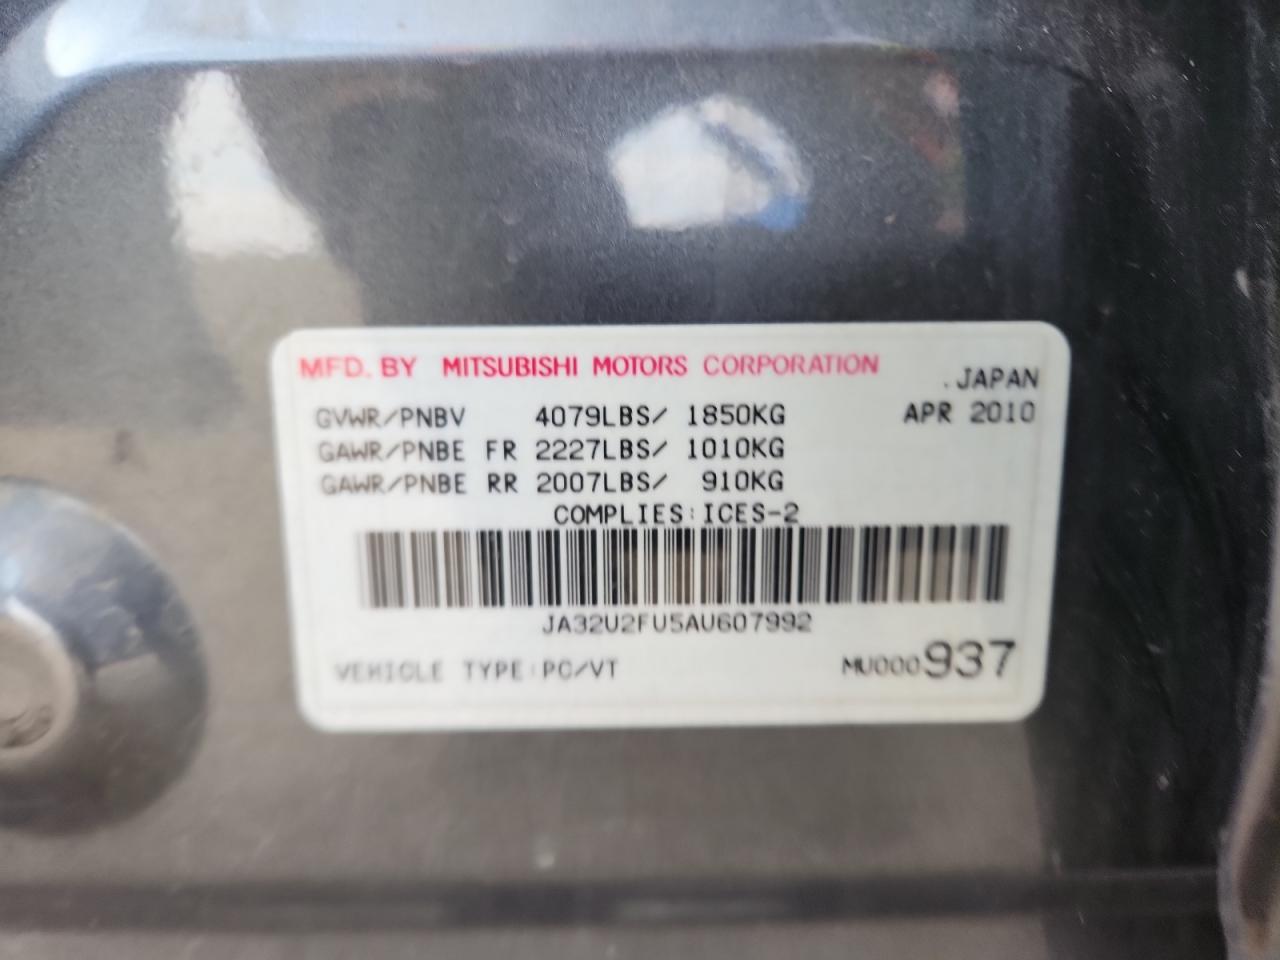 MFD. BY MITSUBISHI MOTORS CORPORATION
.JAPAN
GVWR/PNBV 4079LBS/ 1850KG APR 2010
GAWR/PNBE FR 2227LBS/ 1010KG
GAWR/PNBE RR 2007LBS/ 910KG
COMPLIES:ICES-2
JA32U2FU5AU607992
VEHICLE TYPE:PC/VT MU000937